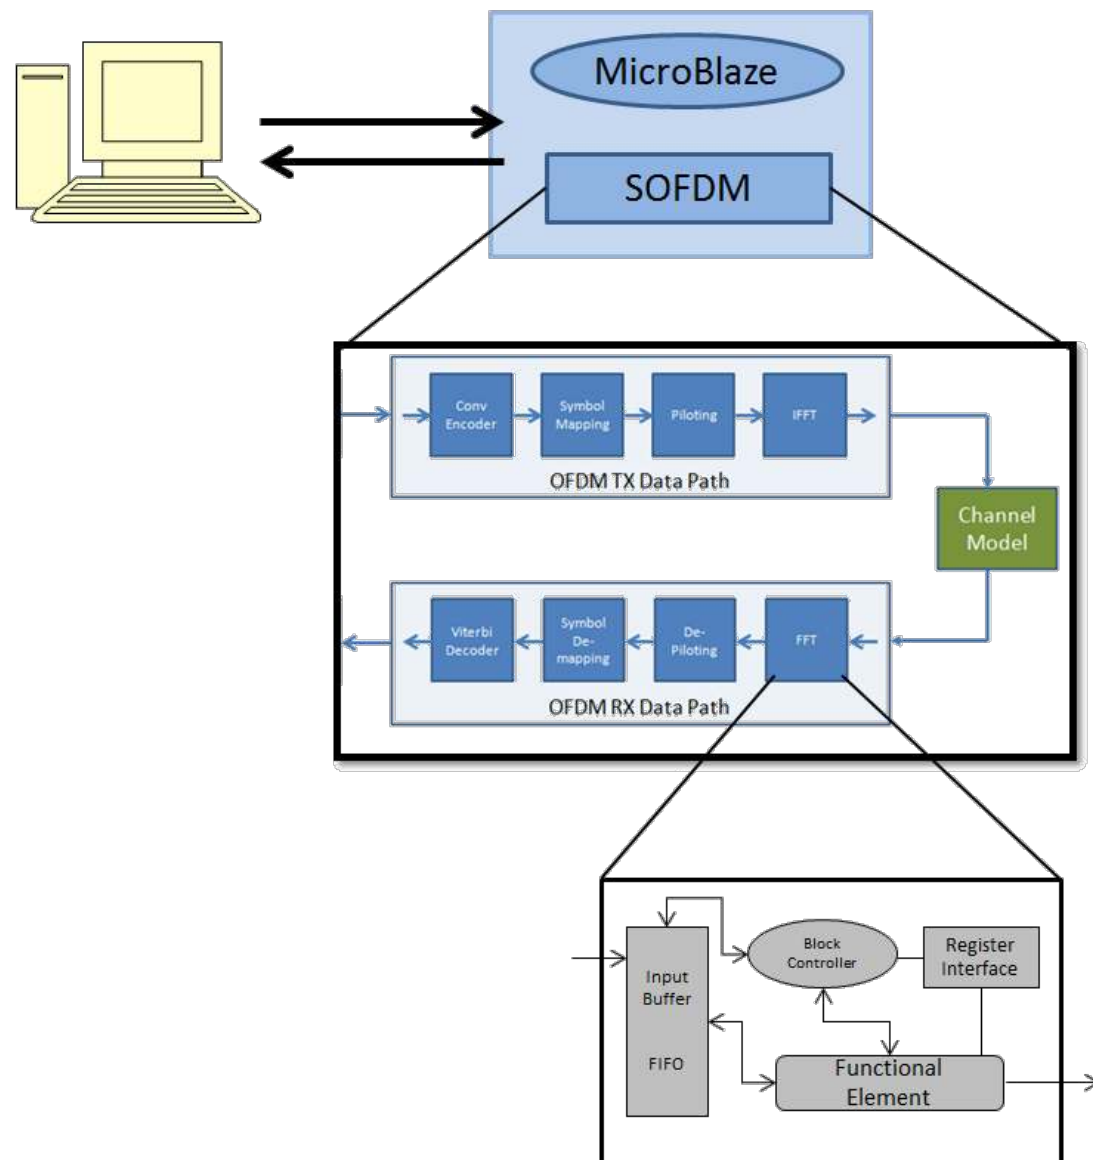 MicroBlaze
SOFDM
Conv
Encoder
Symbol
Mapping
Piloting
IFFT
OFDM TX Data Path
Channel
Model
Viterbi
Decoder
Symbol
De-
mapping
De-
Piloting
FFT
OFDM RX Data Path
Input
Buffer
FIFO
Block
Controller
Register
Interface
Functional
Element